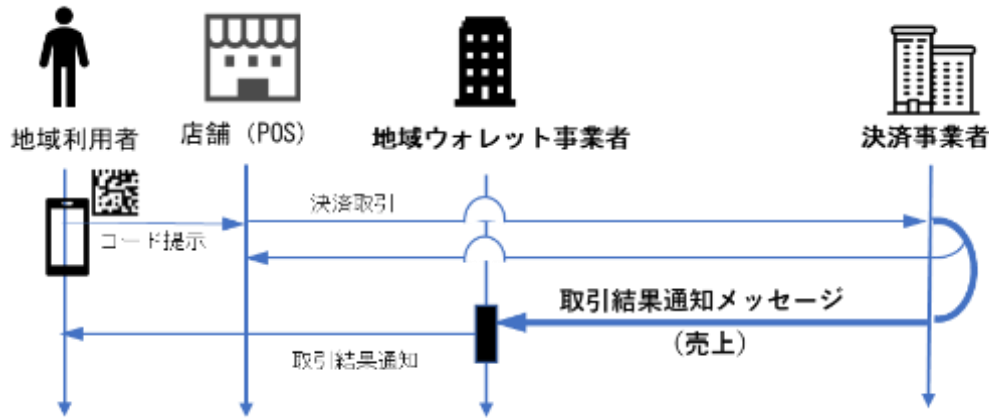 地域利用者
店舗（POS）
地域ウォレット事業者
決済事業者
決済取引
コード提示
取引結果通知メッセージ
（売上）
取引結果通知